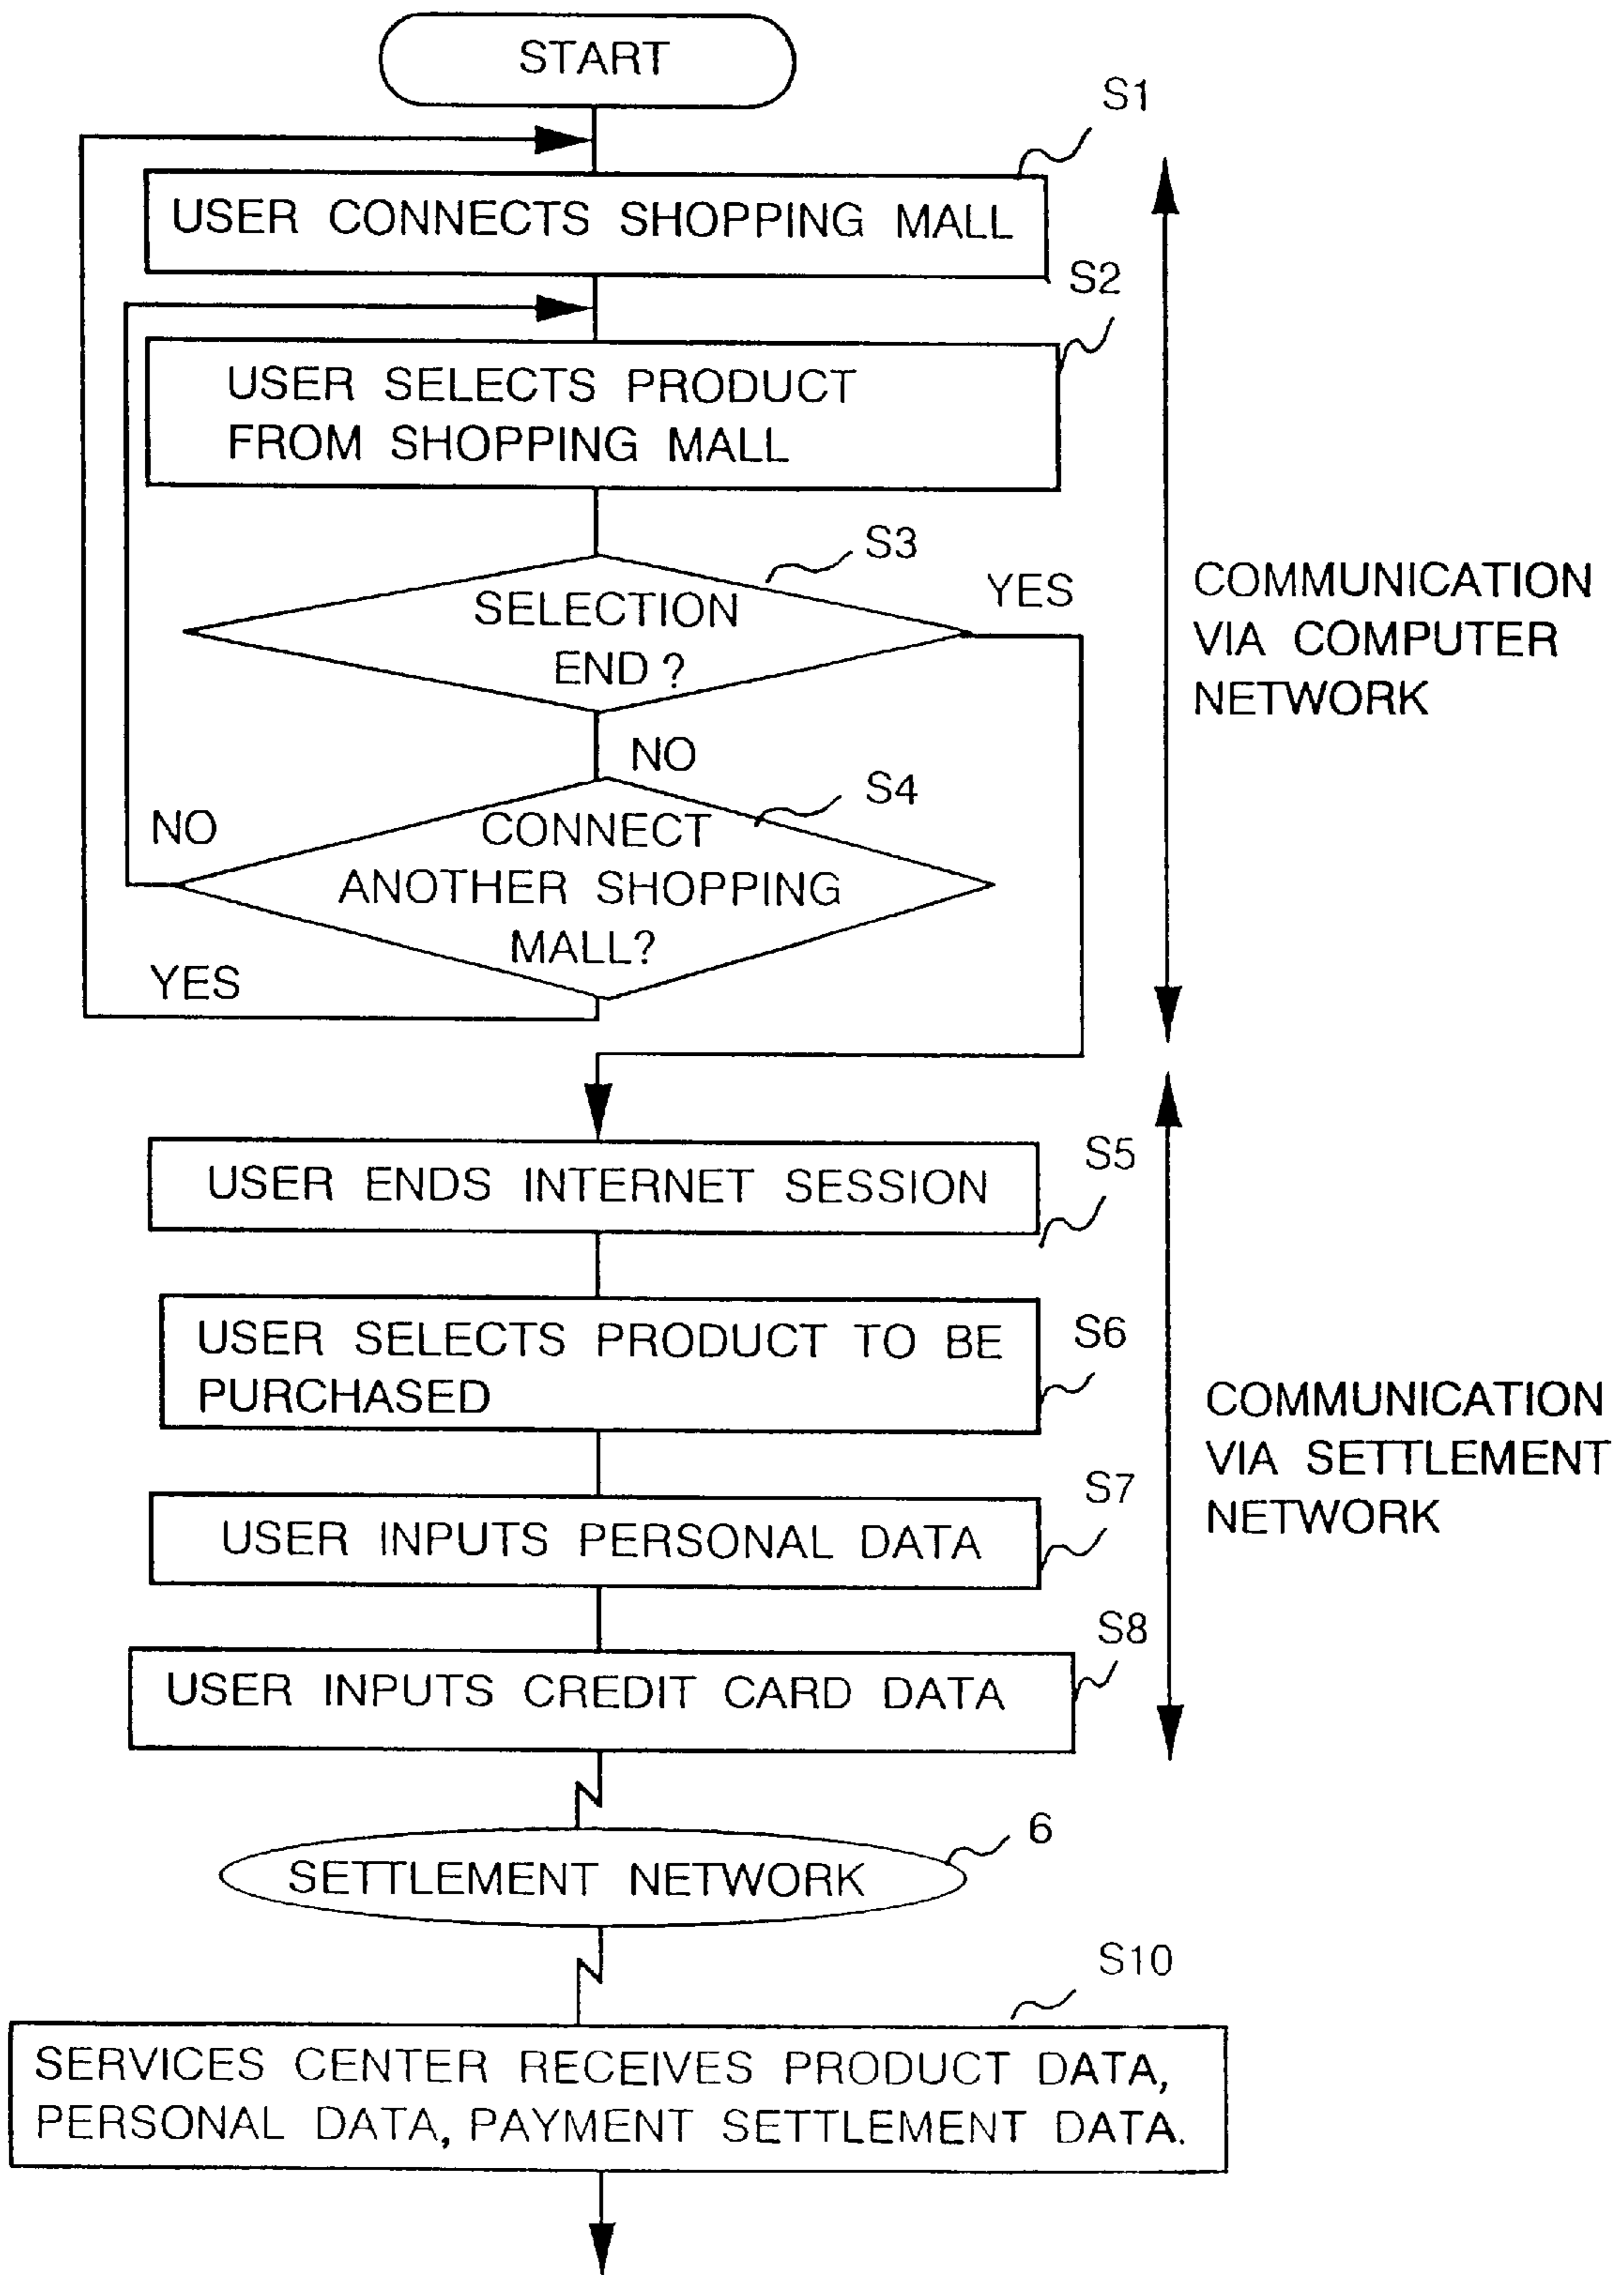 START
S1
USER CONNECTS SHOPPING MALL
S2
USER SELECTS PRODUCT
FROM SHOPPING MALL
S3
SELECTION
END?
YES
NO
S4
CONNECT
ANOTHER SHOPPING
MALL?
NO
YES
COMMUNICATION
VIA COMPUTER
NETWORK
S5
USER ENDS INTERNET SESSION
S6
USER SELECTS PRODUCT TO BE
PURCHASED
S7
USER INPUTS PERSONAL DATA
S8
USER INPUTS CREDIT CARD DATA
COMMUNICATION
VIA SETTLEMENT
NETWORK
6
SETTLEMENT NETWORK
S10
SERVICES CENTER RECEIVES PRODUCT DATA,
PERSONAL DATA, PAYMENT SETTLEMENT DATA.